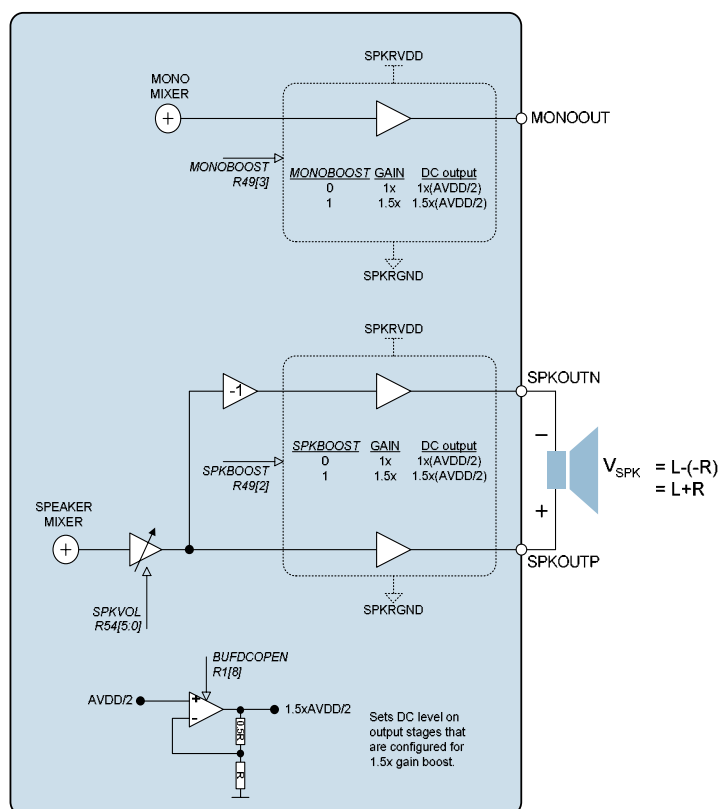 SPKRVDD
MONO
MIXER
+
MONOOUT
MONOBOOST
R49[3]
MONOBOOST GAIN DC output
0 1x 1x(AVDD/2)
1 1.5x 1.5x(AVDD/2)
SPKRGND
SPKRVDD
SPKOUTN
-1
SPKBOOST
R49[2]
SPKBOOST GAIN DC output
0 1x 1x(AVDD/2)
1 1.5x 1.5x(AVDD/2)
−
+
VSPK = L-(-R)
= L+R
SPEAKER
MIXER
+
SPKOUTP
SPKRGND
SPKVOL
R54[5:0]
BUFDCOPEN
R1[8]
AVDD/2
+
-
1.5xAVDD/2
0.5R
R
Sets DC level on
output stages that
are configured for
1.5x gain boost.